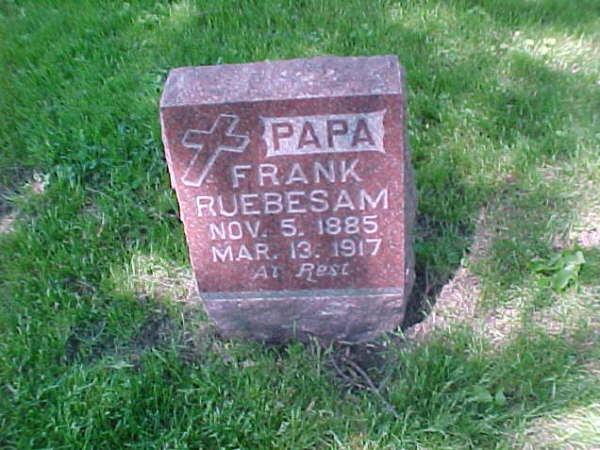 PAPA
FRANK
RUEBESAM
NOV. 5. 1885
MAR. 13. 1917
At Rest